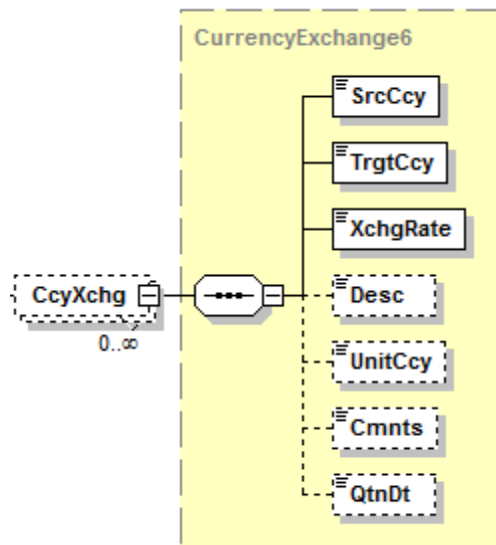 CurrencyExchange6
SrcCcy
TrgtCcy
XchgRate
CcyXchg
0..∞
Desc
UnitCcy
Cmnts
QtnDt